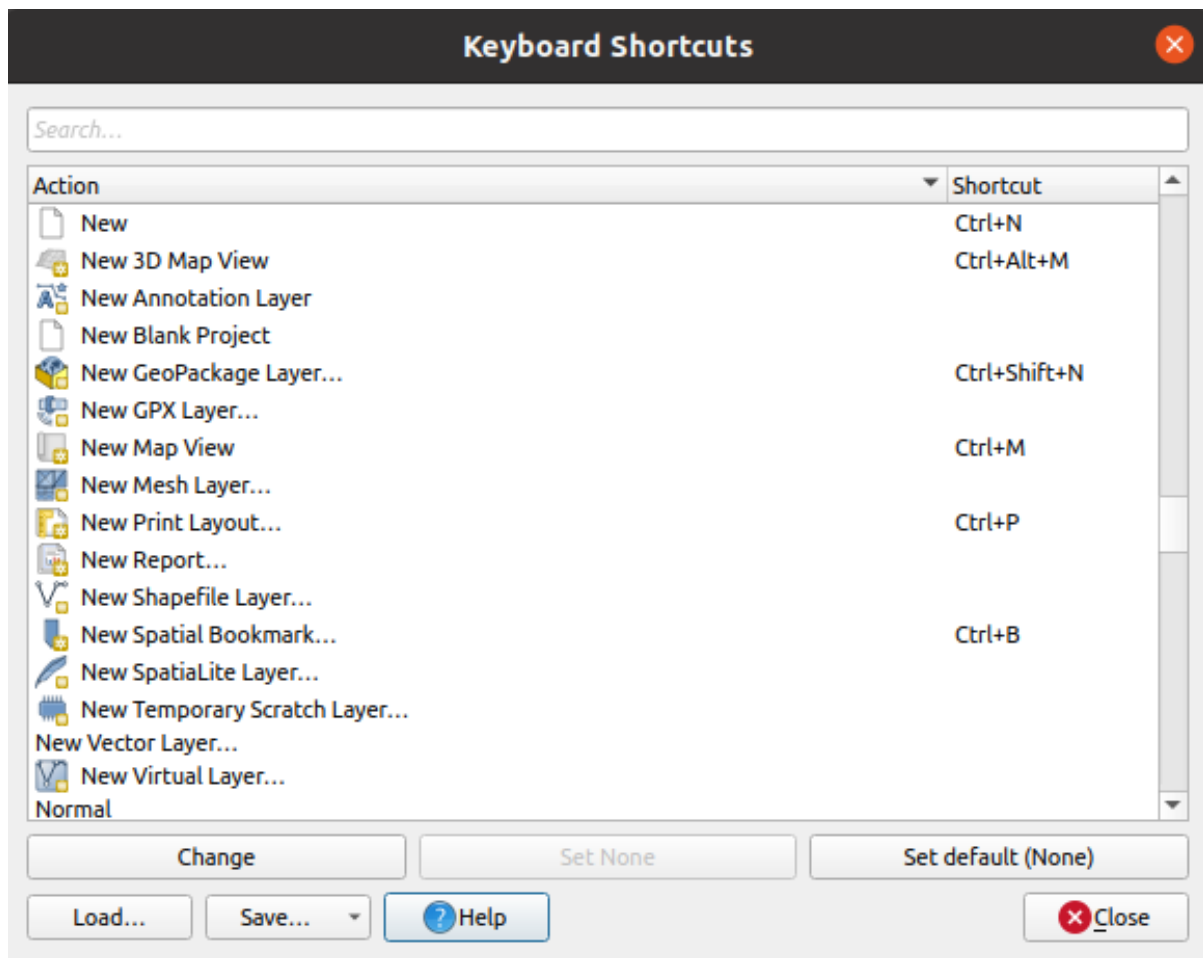 Keyboard Shortcuts
Search...
Action Shortcut
New Ctrl+N
New 3D Map View Ctrl+Alt+M
New Annotation Layer
New Blank Project
New GeoPackage Layer... Ctrl+Shift+N
New GPX Layer...
New Map View Ctrl+M
New Mesh Layer...
New Print Layout... Ctrl+P
New Report...
New Shapefile Layer...
New Spatial Bookmark... Ctrl+B
New SpatiaLite Layer...
New Temporary Scratch Layer...
New Vector Layer...
New Virtual Layer...
Normal
Change Set None Set default (None)
Load... Save... Help Close